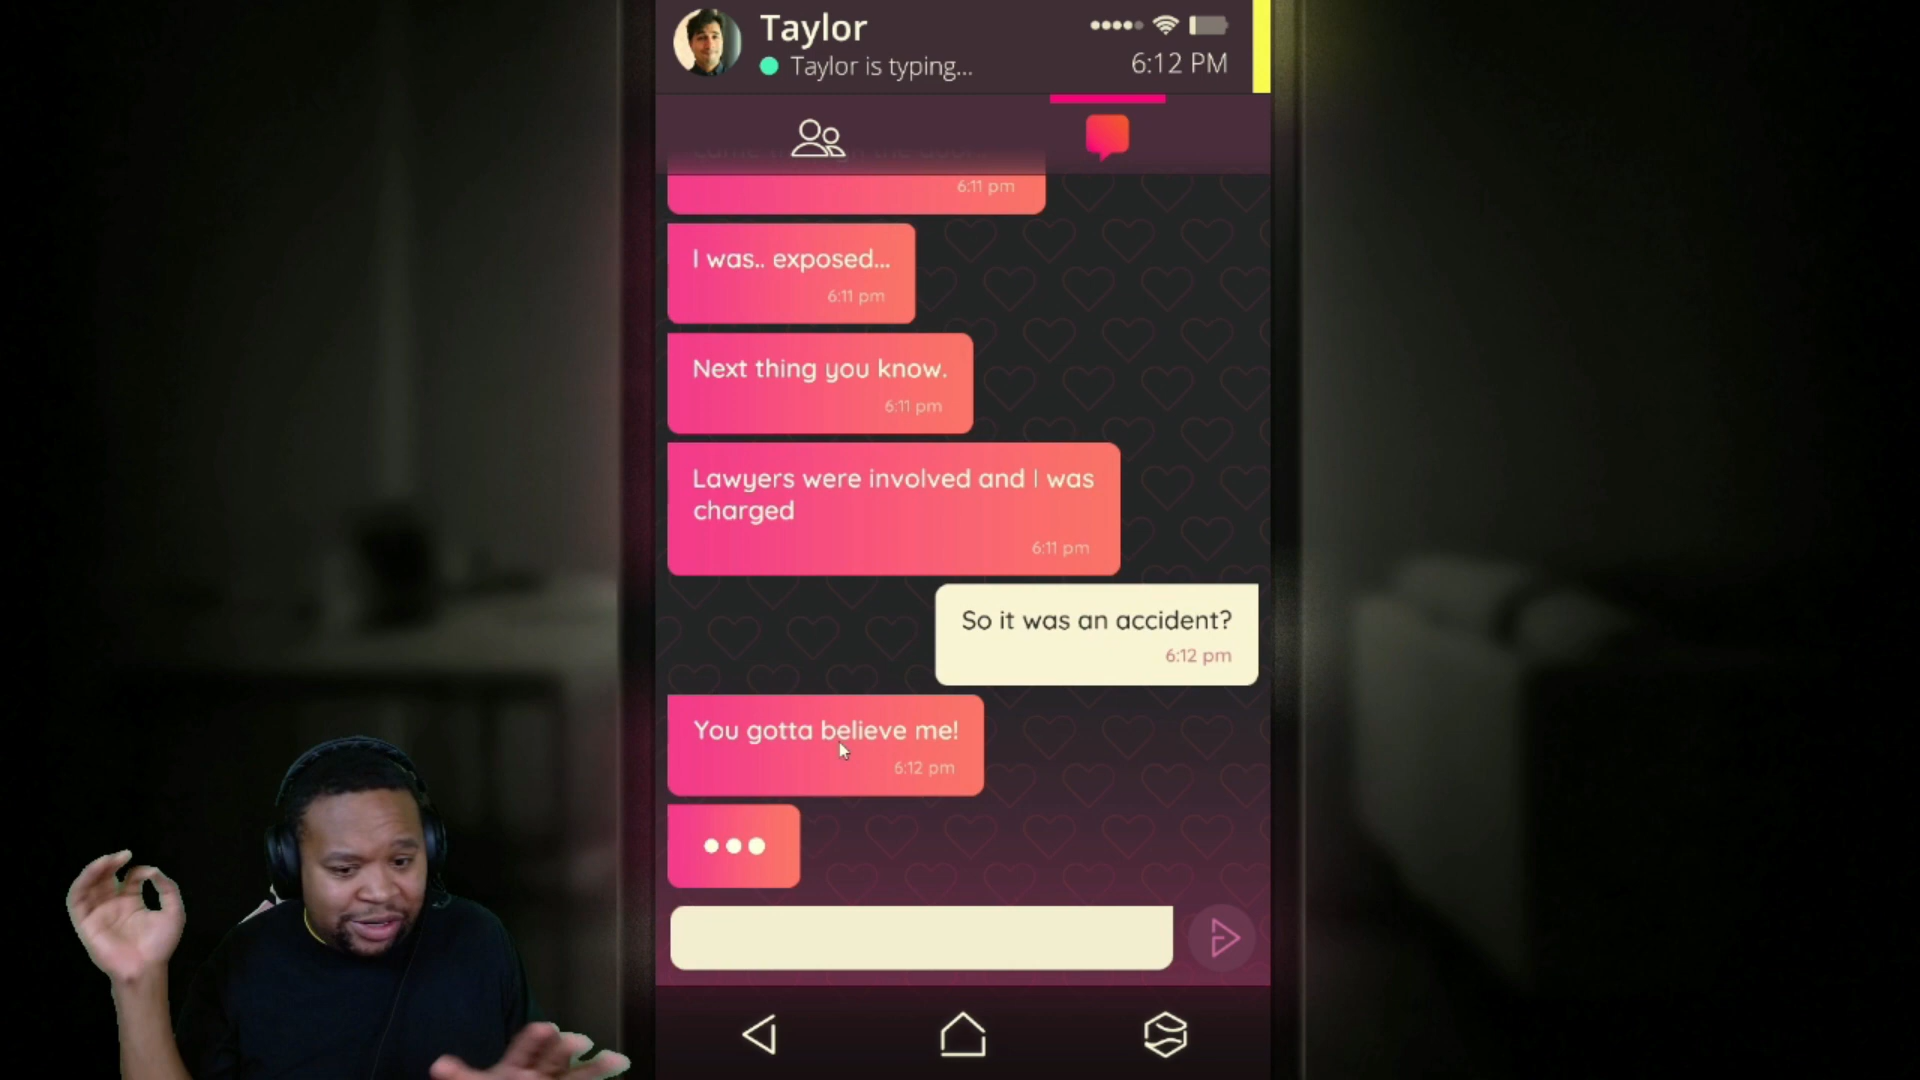 Taylor
Taylor is typing...
6:12 PM
6:11 pm
I was.. exposed...
6:11 pm
Next thing you know.
6:11 pm
Lawyers were involved and I was
charged
6:11 pm
So it was an accident?
6:12 pm
You gotta believe me!
6:12 pm